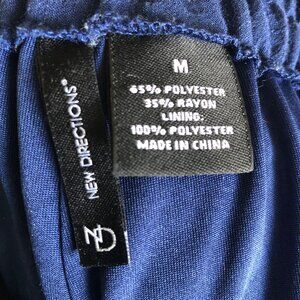 NEW DIRECTIONS®
ND
M
65% POLYESTER
35% RAYON
LINING:
100% POLYESTER
MADE IN CHINA